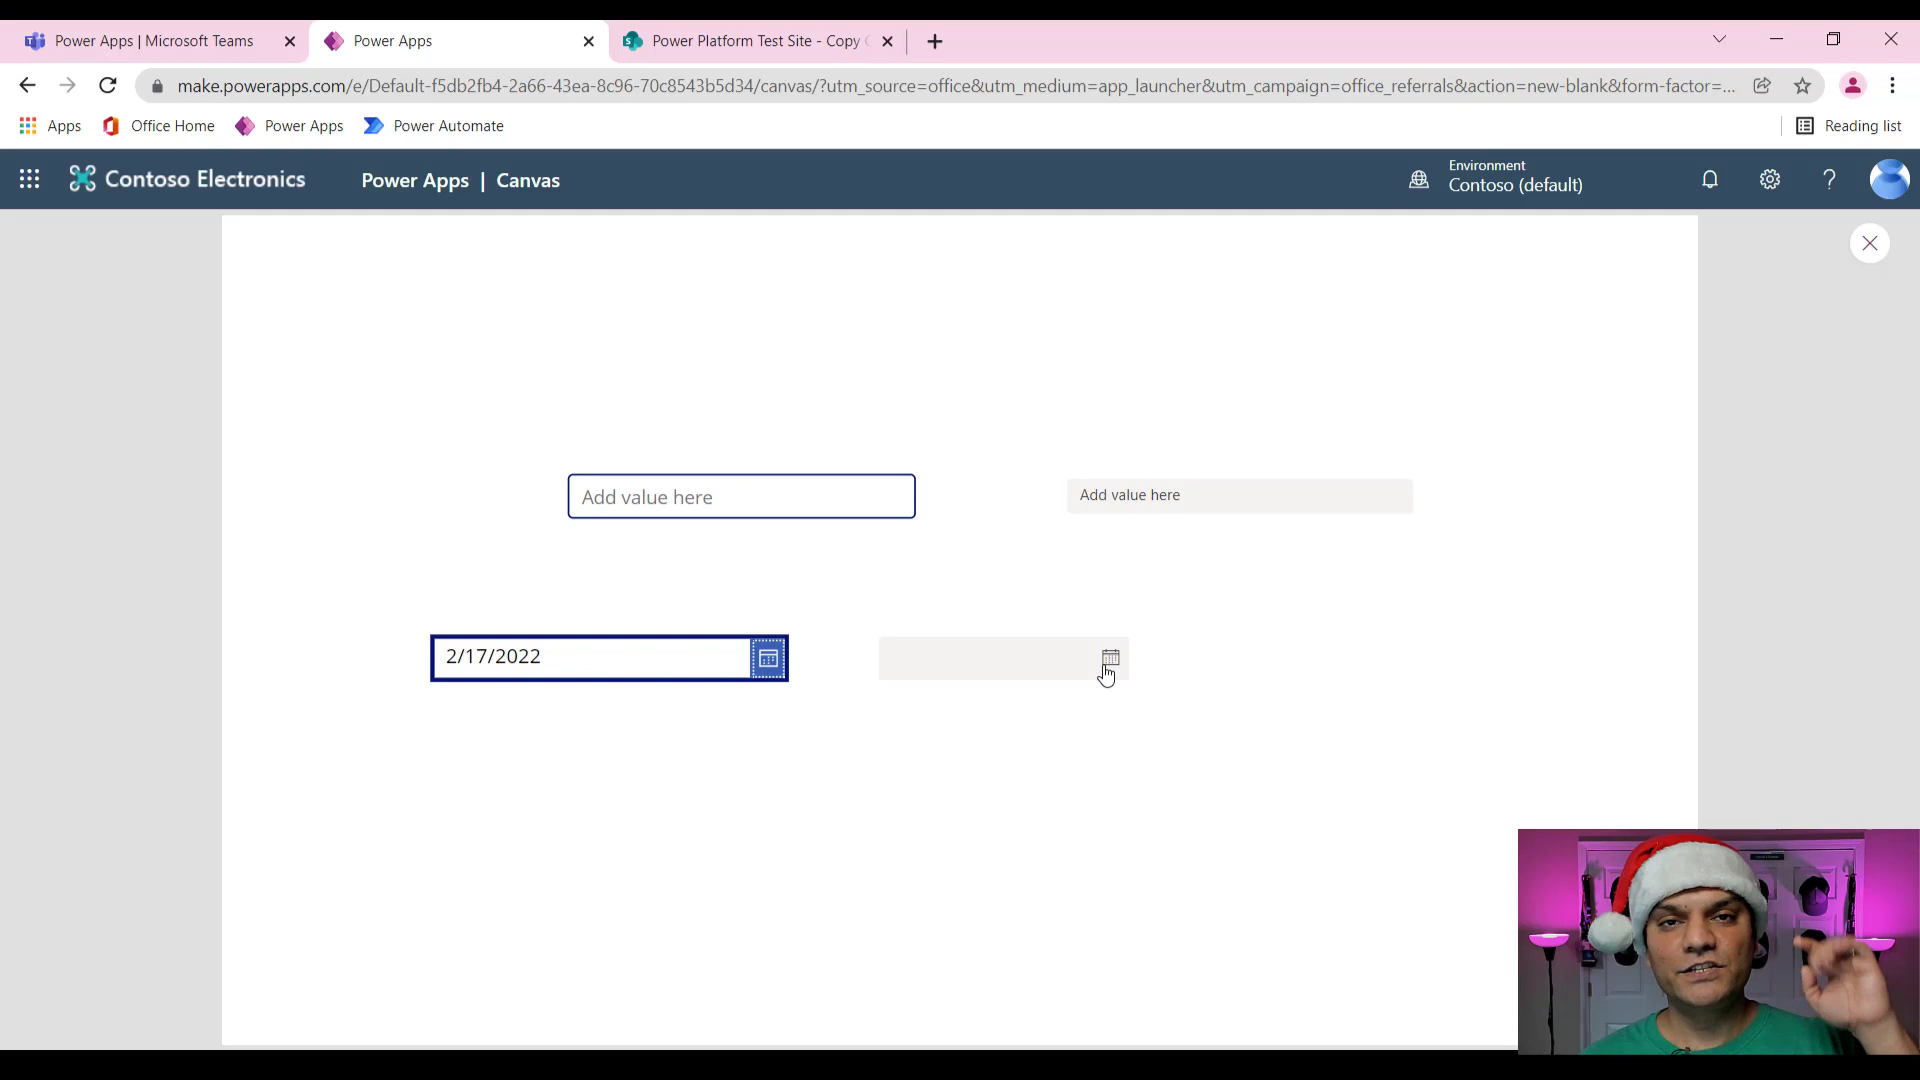 Power Apps | Microsoft Teams
Power Apps
Power Platform Test Site - Copy
make.powerapps.com/e/Default-f5db2fb4-2a66-43ea-8c96-70c8543b5d34/canvas/?utm_source=office&utm_medium=app_launcher&utm_campaign=office_referrals&action=new-blank&form-factor=...
Apps
Office Home
Power Apps
Power Automate
Reading list
Contoso Electronics
Power Apps | Canvas
Environment
Contoso (default)
Add value here
Add value here
2/17/2022